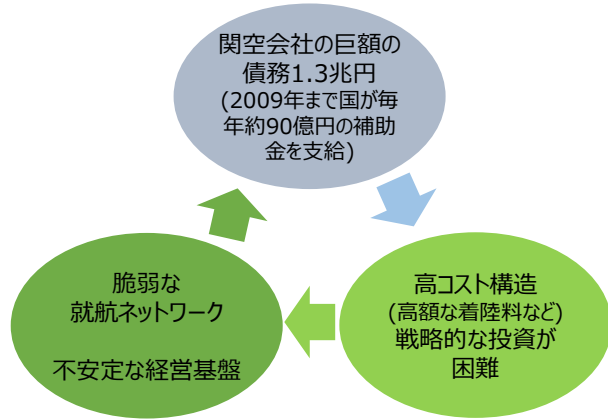 関空会社の巨額の
債務1.3兆円
(2009年まで国が毎
年約90億円の補助
金を支給)
高コスト構造
(高額な着陸料など)
戦略的な投資が
困難
脆弱な
就航ネットワーク
不安定な経営基盤